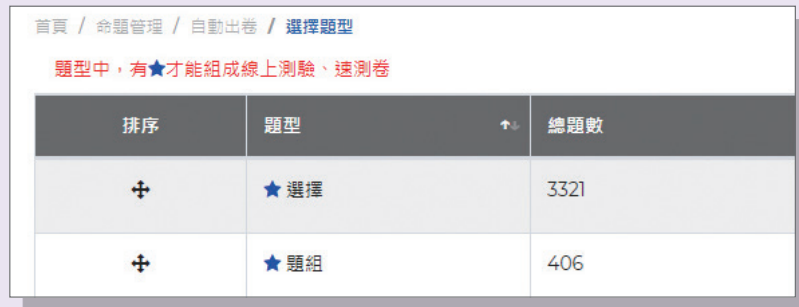 首頁 / 命題管理 / 自動出卷 / 選擇題型
題型中，有★才能組成線上測驗、速測卷
排序 題型 總題數
★選擇 3321
★題組 406